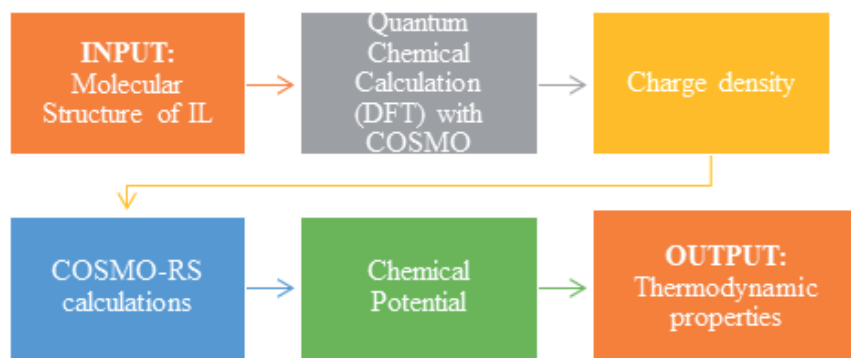 INPUT:
Molecular
Structure of IL
Quantum
Chemical
Calculation
(DFT) with
COSMO
Charge density
COSMO-RS
calculations
Chemical
Potential
OUTPUT:
Thermodynamic
properties